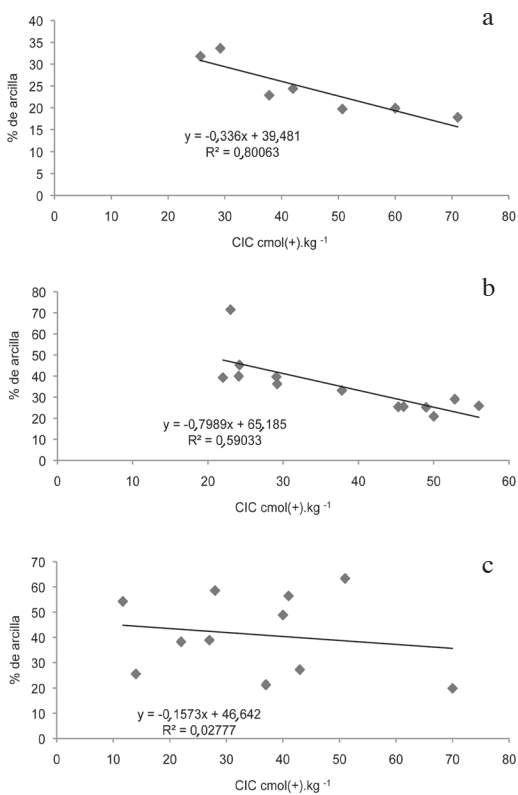 a
40
35
30
25
20
15
10
5
0
% de arcilla
y = -0,336x + 39,481
R² = 0,80063
0 10 20 30 40 50 60 70 80
CIC cmol(+).kg -1
b
80
70
60
50
40
30
20
10
0
% de arcilla
y = -0,7989x + 65,185
R² = 0,59033
0 10 20 30 40 50 60
CIC cmol(+).kg -1
c
70
60
50
40
30
20
10
0
% de arcilla
y = -0,1573x + 46,642
R² = 0,02777
0 10 20 30 40 50 60 70 80
CIC cmol(+).kg -1